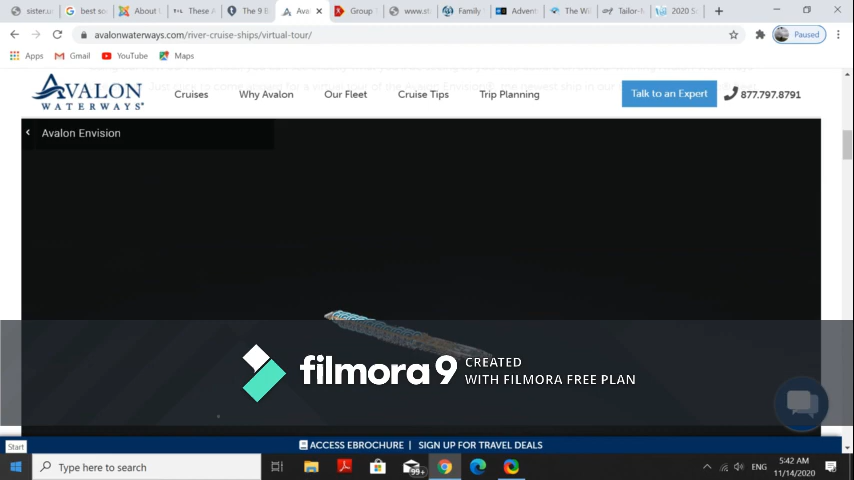 sister.u
best so
About U
These A
The 9 B
Ava
Group T
www.st
Family
Advent
The Wi
Tailor-M
2020 S
avalonwaterways.com/river-cruise-ships/virtual-tour/
Paused
Apps
Gmail
YouTube
Maps
AVALON
WATERWAYS
Cruises
Why Avalon
Our Fleet
Cruise Tips
Trip Planning
Talk to an Expert
877.797.8791
Avalon Envision
filmora9
CREATED
WITH FILMORA FREE PLAN
ACCESS EBROCHURE | SIGN UP FOR TRAVEL DEALS
Start
Type here to search
99+
ENG
5:42 AM
11/14/2020